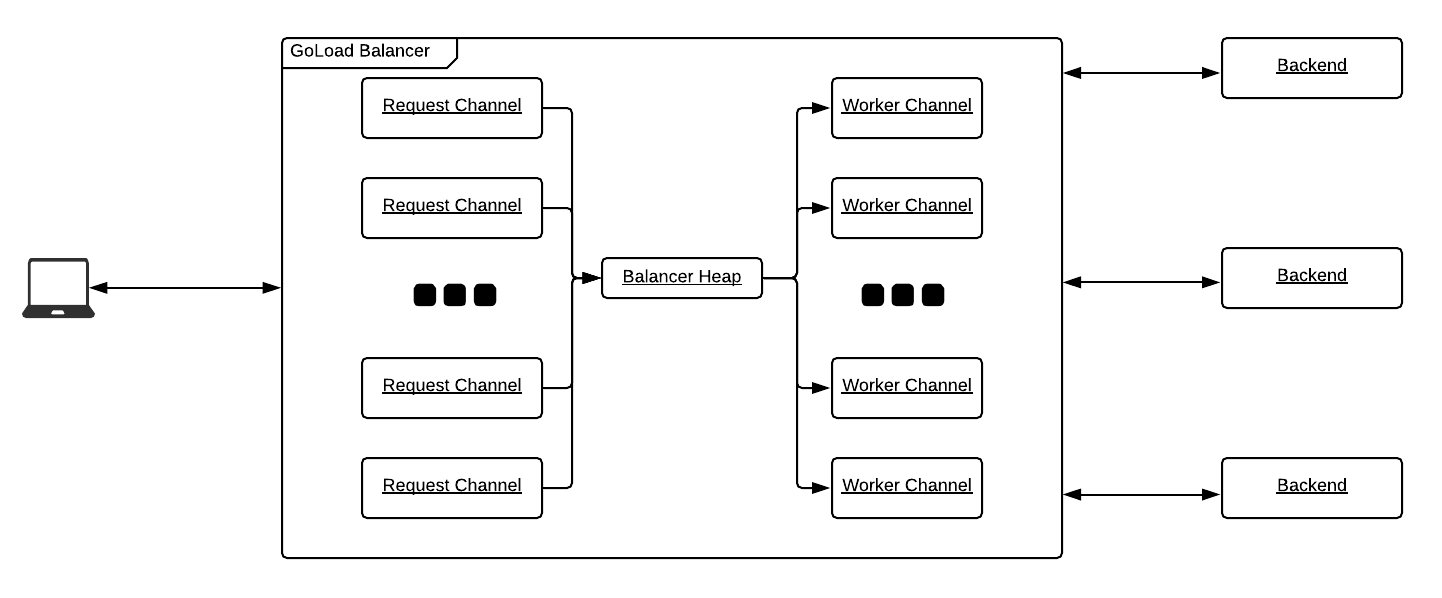 GoLoad Balancer
Request Channel
Request Channel
Request Channel
Request Channel
Balancer Heap
Worker Channel
Worker Channel
Worker Channel
Worker Channel
Backend
Backend
Backend